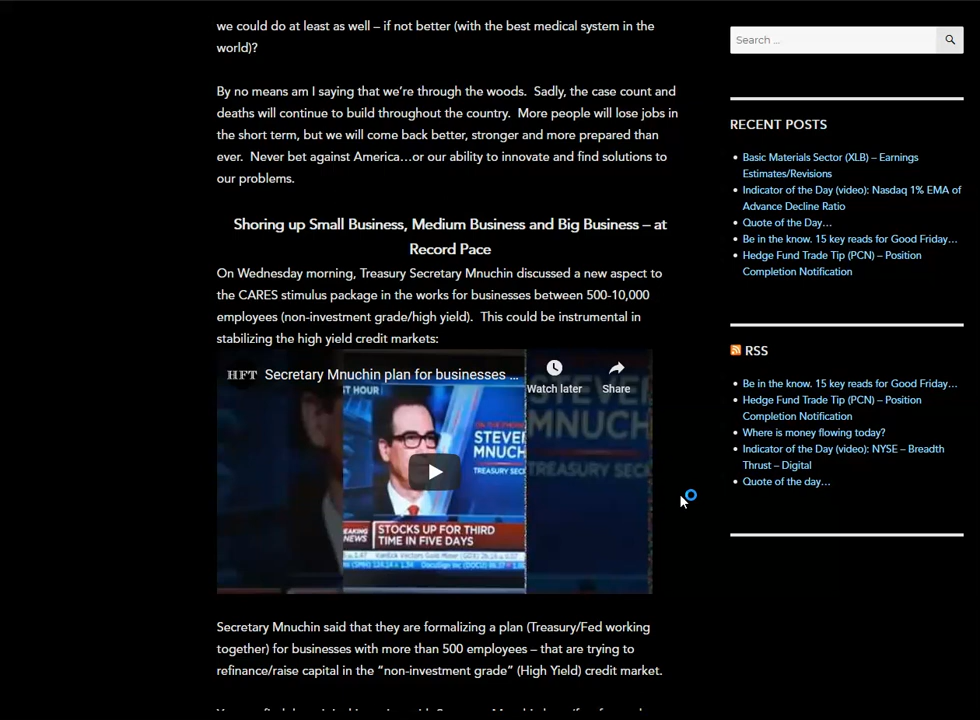 we could do at least as well – if not better (with the best medical system in the
world)?
By no means am I saying that we’re through the woods.  Sadly, the case count and
deaths will continue to build throughout the country.  More people will lose jobs in
the short term, but we will come back better, stronger and more prepared than
ever.  Never bet against America…or our ability to innovate and find solutions to
our problems.
Shoring up Small Business, Medium Business and Big Business – at
Record Pace
On Wednesday morning, Treasury Secretary Mnuchin discussed a new aspect to
the CARES stimulus package in the works for businesses between 500-10,000
employees (non-investment grade/high yield).  This could be instrumental in
stabilizing the high yield credit markets:
HFT Secretary Mnuchin plan for businesses ...
Watch later
Share
ST HOUR
STEVE
MNUCH
TREASURY SEC
STEVEN
MNUCH
TREASURY SEC
EAKING
NEWS
STOCKS UP FOR THIRD
TIME IN FIVE DAYS
Secretary Mnuchin said that they are formalizing a plan (Treasury/Fed working
together) for businesses with more than 500 employees – that are trying to
refinance/raise capital in the “non-investment grade” (High Yield) credit market.
Search …
RECENT POSTS
Basic Materials Sector (XLB) – Earnings
Estimates/Revisions
Indicator of the Day (video): Nasdaq 1% EMA of
Advance Decline Ratio
Quote of the Day…
Be in the know. 15 key reads for Good Friday…
Hedge Fund Trade Tip (PCN) – Position
Completion Notification
RSS
Be in the know. 15 key reads for Good Friday…
Hedge Fund Trade Tip (PCN) – Position
Completion Notification
Where is money flowing today?
Indicator of the Day (video): NYSE – Breadth
Thrust – Digital
Quote of the day…